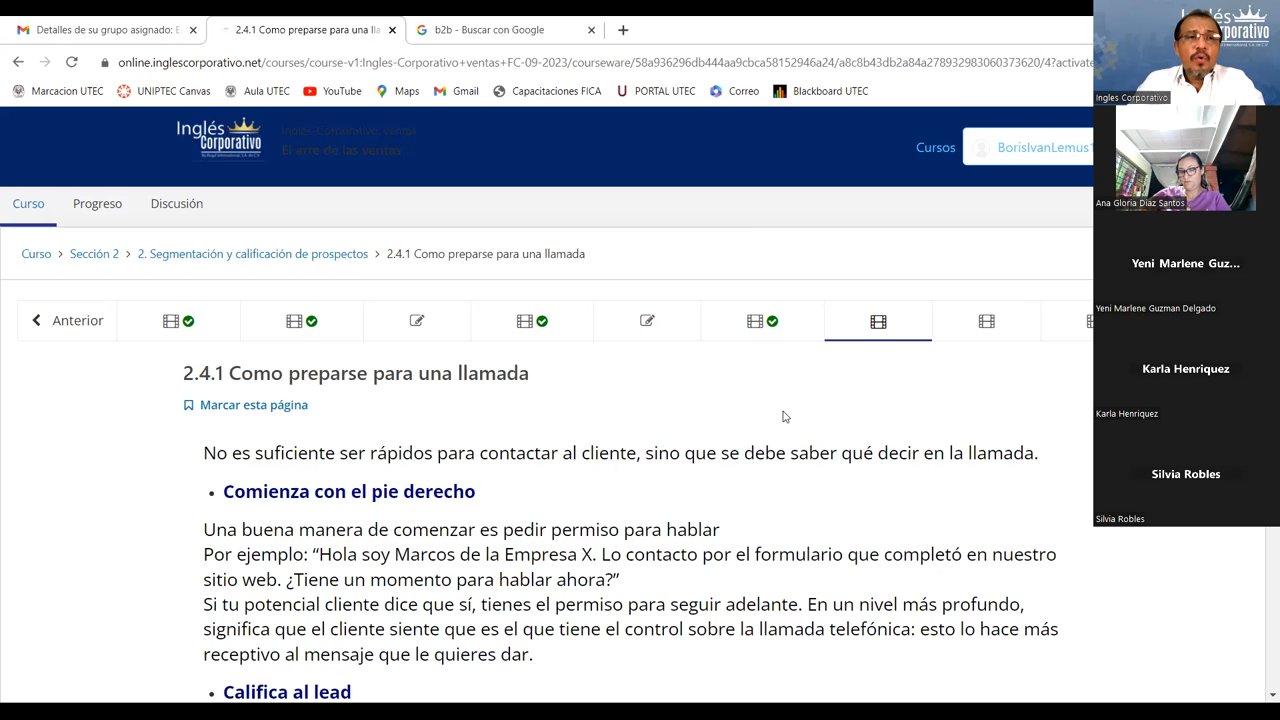 Detalles de su grupo asignado: E
2.4.1 Como preparse para una lla
b2b - Buscar con Google
online.inglescorporativo.net/courses/course-v1:Ingles-Corporativo+ventas+FC-09-2023/courseware/58a936296db444aa9cbca58152946a24/a8c8b43db2a84a278932983060373620/4?activate
Marcacion UTEC
UNIPTEC Canvas
Aula UTEC
YouTube
Maps
Gmail
Capacitaciones FICA
PORTAL UTEC
Correo
Blackboard UTEC
Inglés
Corporativo
Ingles-Corporativo: ventas
El arte de las ventas
Cursos
BorisIvanLemus
Curso
Progreso
Discusión
Curso > Sección 2 > 2. Segmentación y calificación de prospectos > 2.4.1 Como preparse para una llamada
Anterior
2.4.1 Como preparse para una llamada
Marcar esta página
No es suficiente ser rápidos para contactar al cliente, sino que se debe saber qué decir en la llamada.
• Comienza con el pie derecho
Una buena manera de comenzar es pedir permiso para hablar
Por ejemplo: “Hola soy Marcos de la Empresa X. Lo contacto por el formulario que completó en nuestro
sitio web. ¿Tiene un momento para hablar ahora?”
Si tu potencial cliente dice que sí, tienes el permiso para seguir adelante. En un nivel más profundo,
significa que el cliente siente que es el que tiene el control sobre la llamada telefónica: esto lo hace más
receptivo al mensaje que le quieres dar.
• Califica al lead
Inglés
Ingles Corporativo
Ana Gloria Diaz Santos
Yeni Marlene Guz...
Yeni Marlene Guzman Delgado
Karla Henriquez
Karla Henriquez
Silvia Robles
Silvia Robles